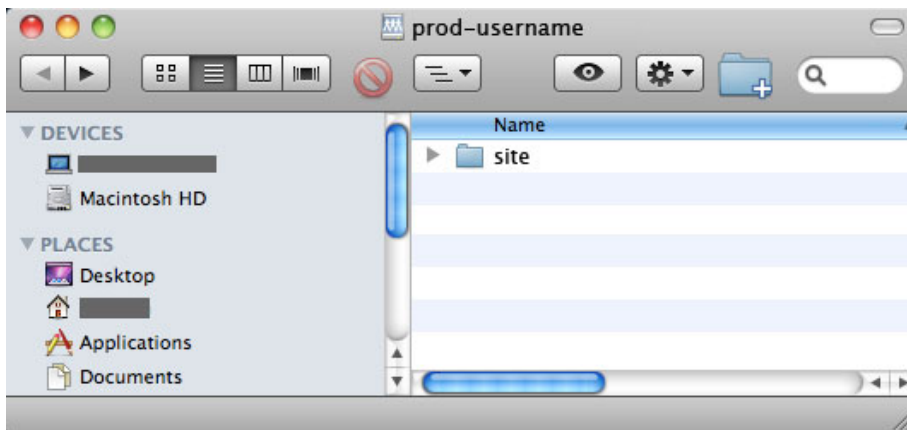 prod-username
DEVICES
Macintosh HD
PLACES
Desktop
Applications
Documents
Name
site